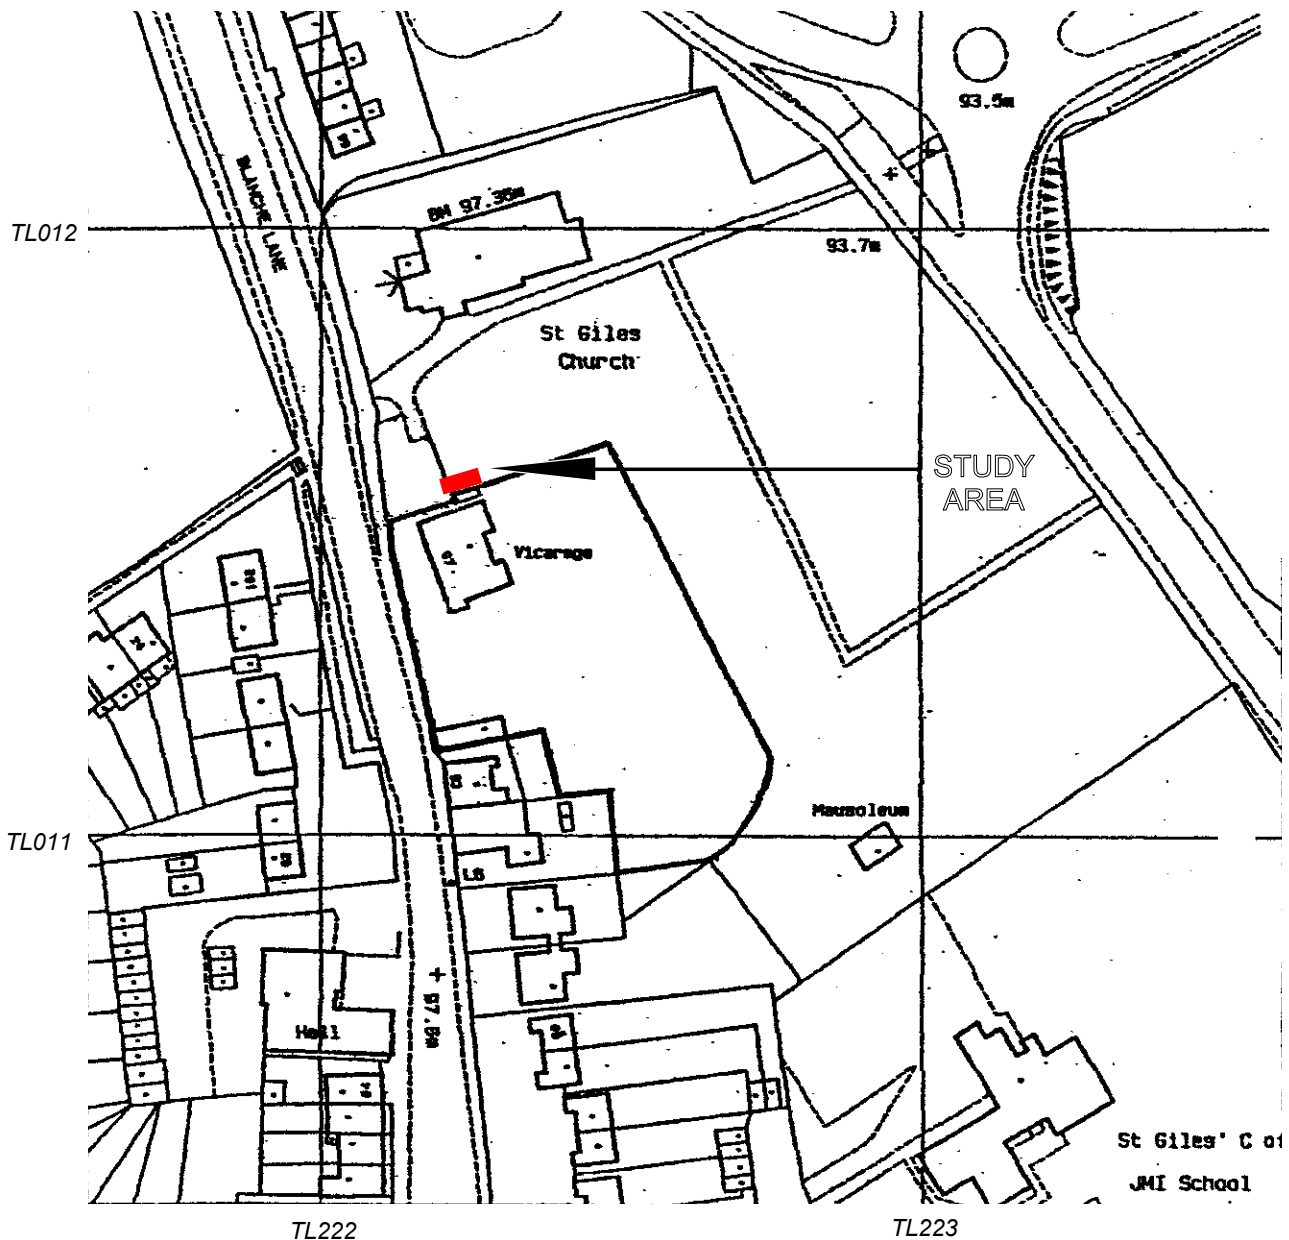 93.5m
BLANCHE LANE
BM 97.35m
TL012
93.7m
St Giles
Church
STUDY
AREA
Vicarage
Mausoleum
TL011
LB
97.8m
Hall
St Giles' C of
JMI School
TL222
TL223